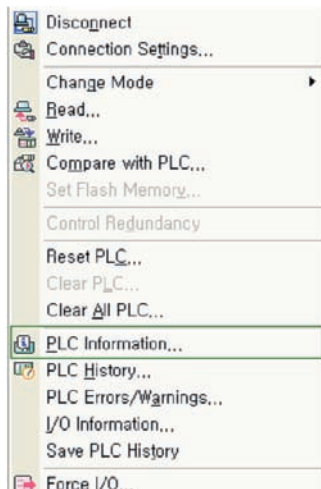 Disconnect
Connection Settings...
Change Mode
Read...
Write...
Compare with PLC...
Set Flash Memory...
Control Redundancy
Reset PLC...
Clear PLC...
Clear All PLC...
PLC Information...
PLC History...
PLC Errors/Warnings...
I/O Information...
Save PLC History
Force I/O...